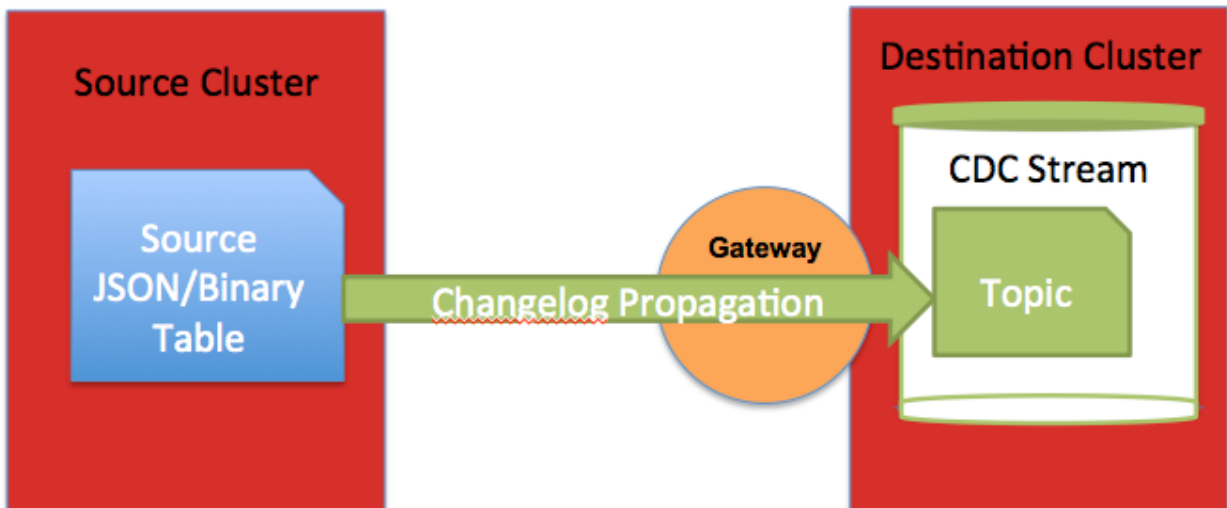 Source Cluster
Source
JSON/Binary
Table
Gateway
Changelog Propagation
Destination Cluster
CDC Stream
Topic